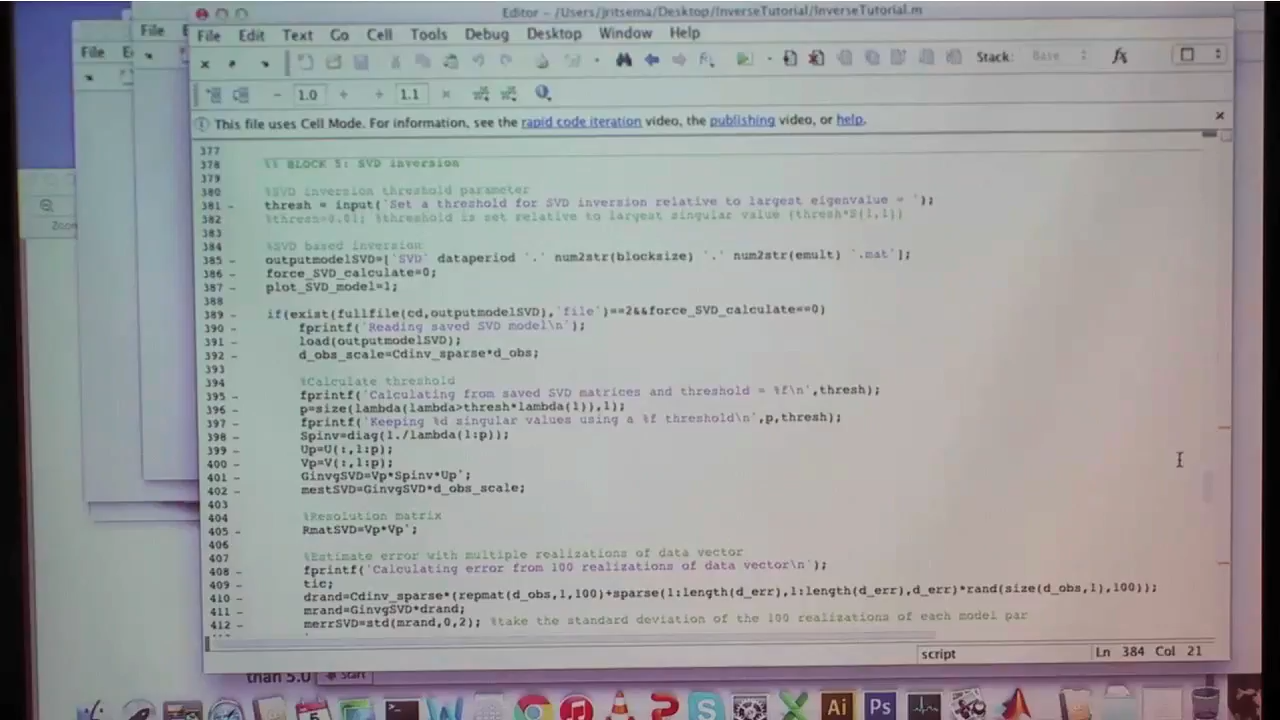 Editor - /Users/jritsema/Desktop/InverseTutorial/InverseTutorial.m
File
File Edit Text Go Cell Tools Debug Desktop Window Help
File
Stack: Base fx
- 1.0 + ÷ 1.1 ×
This file uses Cell Mode. For information, see the rapid code iteration video, the publishing video, or help.
377
378 %% BLOCK 5: SVD inversion
379
380 %SVD inversion threshold parameter
381 - thresh = input('Set a threshold for SVD inversion relative to largest eigenvalue = ');
382 %thresh=0.01; %threshold is set relative to largest singular value (thresh*S(1,1))
383
384 %SVD based inversion
385 - outputmodelSVD=['SVD' dataperiod '.' num2str(blocksize) '.' num2str(emult) '.mat'];
386 - force_SVD_calculate=0;
387 - plot_SVD_model=1;
388
389 - if(exist(fullfile(cd,outputmodelSVD),'file')==2&&force_SVD_calculate==0)
390 - fprintf('Reading saved SVD model\n');
391 - load(outputmodelSVD);
392 - d_obs_scale=Cdinv_sparse*d_obs;
393
394 %Calculate threshold
395 - fprintf('Calculating from saved SVD matrices and threshold = %f\n',thresh);
396 - p=size(lambda(lambda>thresh*lambda(1)),1);
397 - fprintf('Keeping %d singular values using a %f threshold\n',p,thresh);
398 - Spinv=diag(1./lambda(1:p));
399 - Up=U(:,1:p);
400 - Vp=V(:,1:p);
401 - GinvgSVD=Vp*Spinv*Up';
402 - mestSVD=GinvgSVD*d_obs_scale;
403
404 %Resolution matrix
405 - RmatSVD=Vp*Vp';
406
407 %Estimate error with multiple realizations of data vector
408 - fprintf('Calculating error from 100 realizations of data vector\n');
409 - tic;
410 - drand=Cdinv_sparse*(repmat(d_obs,1,100)+sparse(1:length(d_err),1:length(d_err),d_err)*rand(size(d_obs,1),100));
411 - mrand=GinvgSVD*drand;
412 - merrSVD=std(mrand,0,2); %take the standard deviation of the 100 realizations of each model par
script Ln 384 Col 21
Zoom
than 5.0 Start
5 Ai Ps